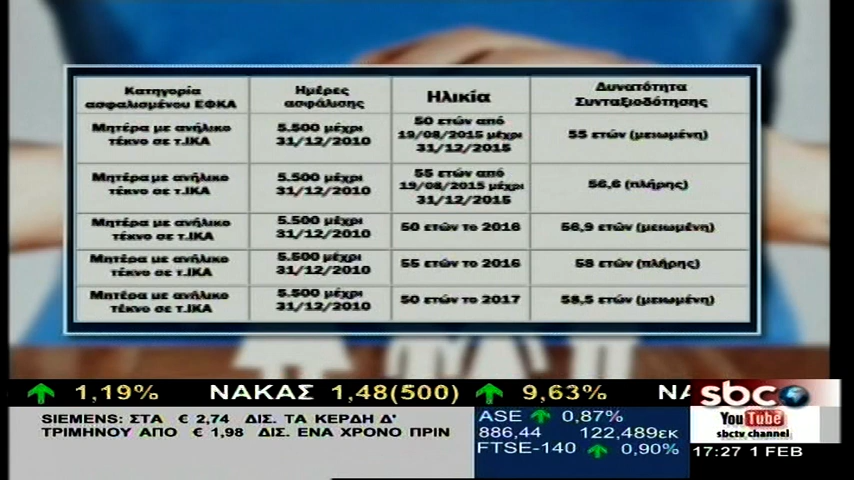 Κατηγορία
ασφαλισμένου ΕΦΚΑ
Ημέρες
ασφάλισης
Ηλικία
Δυνατότητα
Συνταξιοδότησης
Μητέρα με ανήλικο
τέκνο σε τ.ΙΚΑ
5.500 μέχρι
31/12/2010
50 ετών από
19/08/2015 μέχρι
31/12/2015
55 ετών (μειωμένη)
Μητέρα με ανήλικο
τέκνο σε τ.ΙΚΑ
5.500 μέχρι
31/12/2010
55 ετών από
19/08/2015 μέχρι
31/12/2015
56,6 (πλήρης)
Μητέρα με ανήλικο
τέκνο σε τ.ΙΚΑ
5.500 μέχρι
31/12/2010
50 ετών το 2016
56,9 ετών (μειωμένη)
Μητέρα με ανήλικο
τέκνο σε τ.ΙΚΑ
5.500 μέχρι
31/12/2010
55 ετών το 2016
58 ετών (πλήρης)
Μητέρα με ανήλικο
τέκνο σε τ.ΙΚΑ
5.500 μέχρι
31/12/2010
50 ετών το 2017
58,5 ετών (μειωμένη)
1,19% ΝΑΚΑΣ 1,48(500) 9,63% ΝΑ
sbc
SIEMENS: ΣΤΑ € 2,74 ΔΙΣ. ΤΑ ΚΕΡΔΗ Δ'
ΤΡΙΜΗΝΟΥ ΑΠΟ € 1,98 ΔΙΣ. ΕΝΑ ΧΡΟΝΟ ΠΡΙΝ
ASE 0,87%
886,44 122,489εκ
FTSE-140 0,90%
YouTube
sbctv channel
17:27 1 FEB